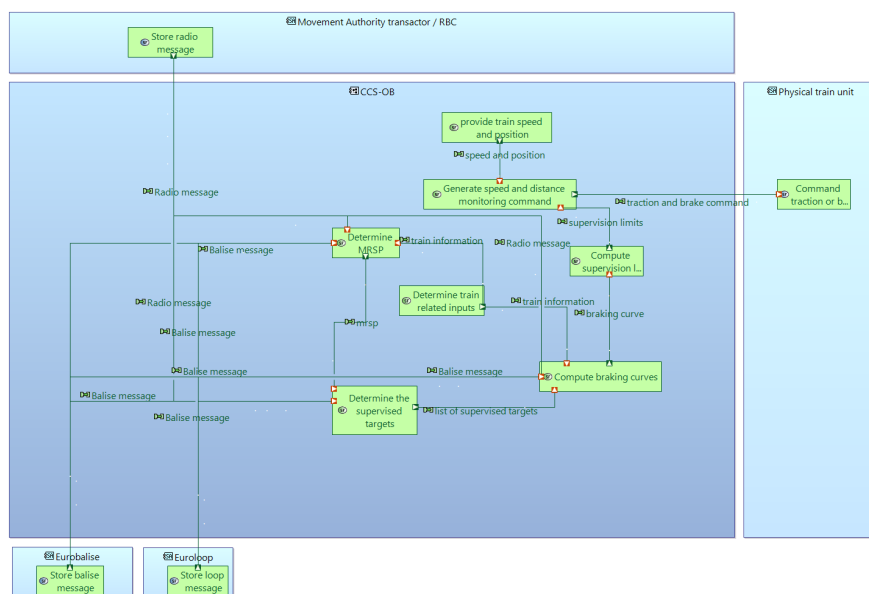 Movement Authority transactor / RBC
Store radio
message
CCS-OB
Physical train unit
provide train speed
and position
speed and position
Generate speed and distance
monitoring command
Command
traction or b...
Radio message
traction and brake command
supervision limits
Determine
MRSP
train information
Radio message
Balise message
Compute
supervision l...
Determine train
related inputs
train information
Radio message
braking curve
mrsp
Balise message
Balise message
Balise message
Compute braking curves
Balise message
Determine the
supervised
targets
list of supervised targets
Balise message
Eurobalise
Euroloop
Store balise
message
Store loop
message